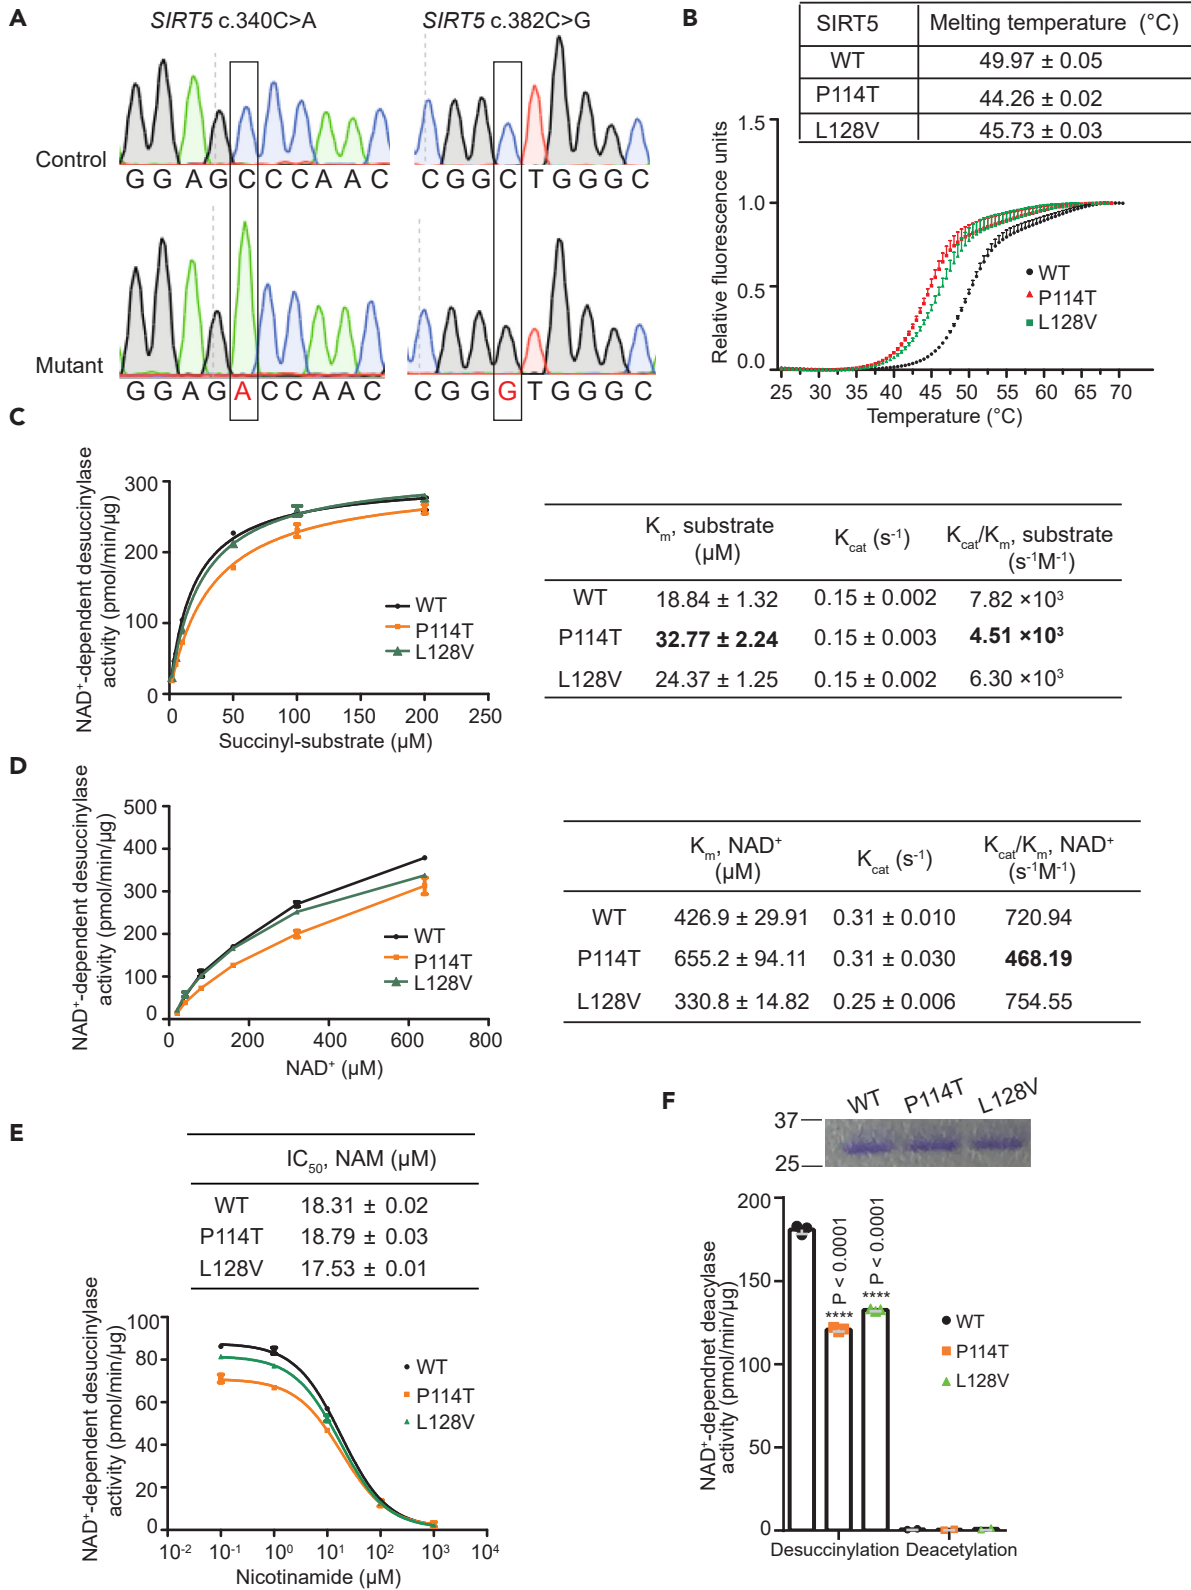 A
SIRT5 c.340C>A
SIRT5 c.382C>G
Control
G G A G C C C A A C
C G G C T G G G C
Mutant
G G A G A C C A A C
C G G G T G G G C
B
SIRT5 Melting temperature (°C)
WT 49.97 ± 0.05
P114T 44.26 ± 0.02
L128V 45.73 ± 0.03
Relative fluorescence units
1.5
1.0
0.5
0.0
WT
P114T
L128V
25 30 35 40 45 50 55 60 65 70
Temperature (°C)
C
NAD⁺-dependent desuccinylase
activity (pmol/min/µg)
300
200
100
0
WT
P114T
L128V
0 50 100 150 200 250
Succinyl-substrate (µM)
Kₘ, substrate (µM) K_cat (s⁻¹) K_cat/Kₘ, substrate (s⁻¹M⁻¹)
WT 18.84 ± 1.32 0.15 ± 0.002 7.82 ×10³
P114T 32.77 ± 2.24 0.15 ± 0.003 4.51 ×10³
L128V 24.37 ± 1.25 0.15 ± 0.002 6.30 ×10³
D
NAD⁺-dependent desuccinylase
activity (pmol/min/µg)
500
400
300
200
100
0
WT
P114T
L128V
0 200 400 600 800
NAD⁺ (µM)
Kₘ, NAD⁺ (µM) K_cat (s⁻¹) K_cat/Kₘ, NAD⁺ (s⁻¹M⁻¹)
WT 426.9 ± 29.91 0.31 ± 0.010 720.94
P114T 655.2 ± 94.11 0.31 ± 0.030 468.19
L128V 330.8 ± 14.82 0.25 ± 0.006 754.55
E
IC₅₀, NAM (µM)
WT 18.31 ± 0.02
P114T 18.79 ± 0.03
L128V 17.53 ± 0.01
NAD⁺-dependent desuccinylase
activity (pmol/min/µg)
100
80
60
40
20
0
WT
P114T
L128V
10⁻² 10⁻¹ 10⁰ 10¹ 10² 10³ 10⁴
Nicotinamide (µM)
F
WT P114T L128V
37
25
NAD⁺-dependnet deacylase
activity (pmol/min/µg)
200
150
100
50
0
**** P < 0.0001
**** P < 0.0001
WT
P114T
L128V
Desuccinylation Deacetylation